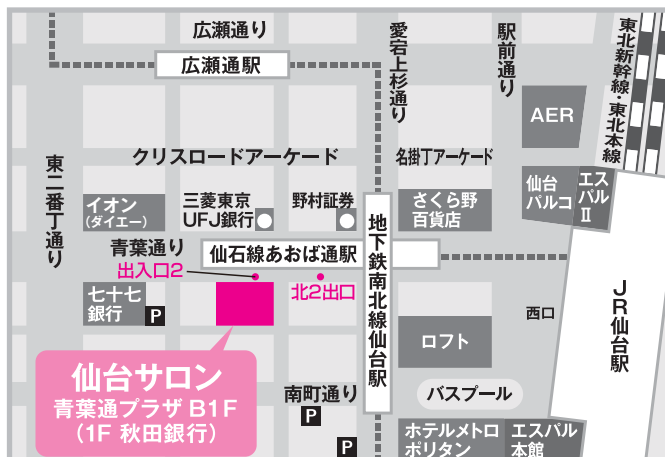 広瀬通り
広瀬通駅
愛宕上杉通り
駅前通り
東北新幹線・東北本線
AER
クリスロードアーケード
名掛丁アーケード
東二番丁通り
イオン
(ダイエー)
三菱東京
UFJ銀行
野村証券
さくら野
百貨店
仙台
パルコ
エス
パル
II
青葉通り
仙石線あおば通駅
地下鉄南北線仙台駅
出入口2
北2出口
七十七
銀行
P
JR仙台駅
西口
ロフト
仙台サロン
青葉通プラザ B1F
(1F 秋田銀行)
南町通り
P
バスプール
P
ホテルメトロ
ポリタン
エスパル
本館